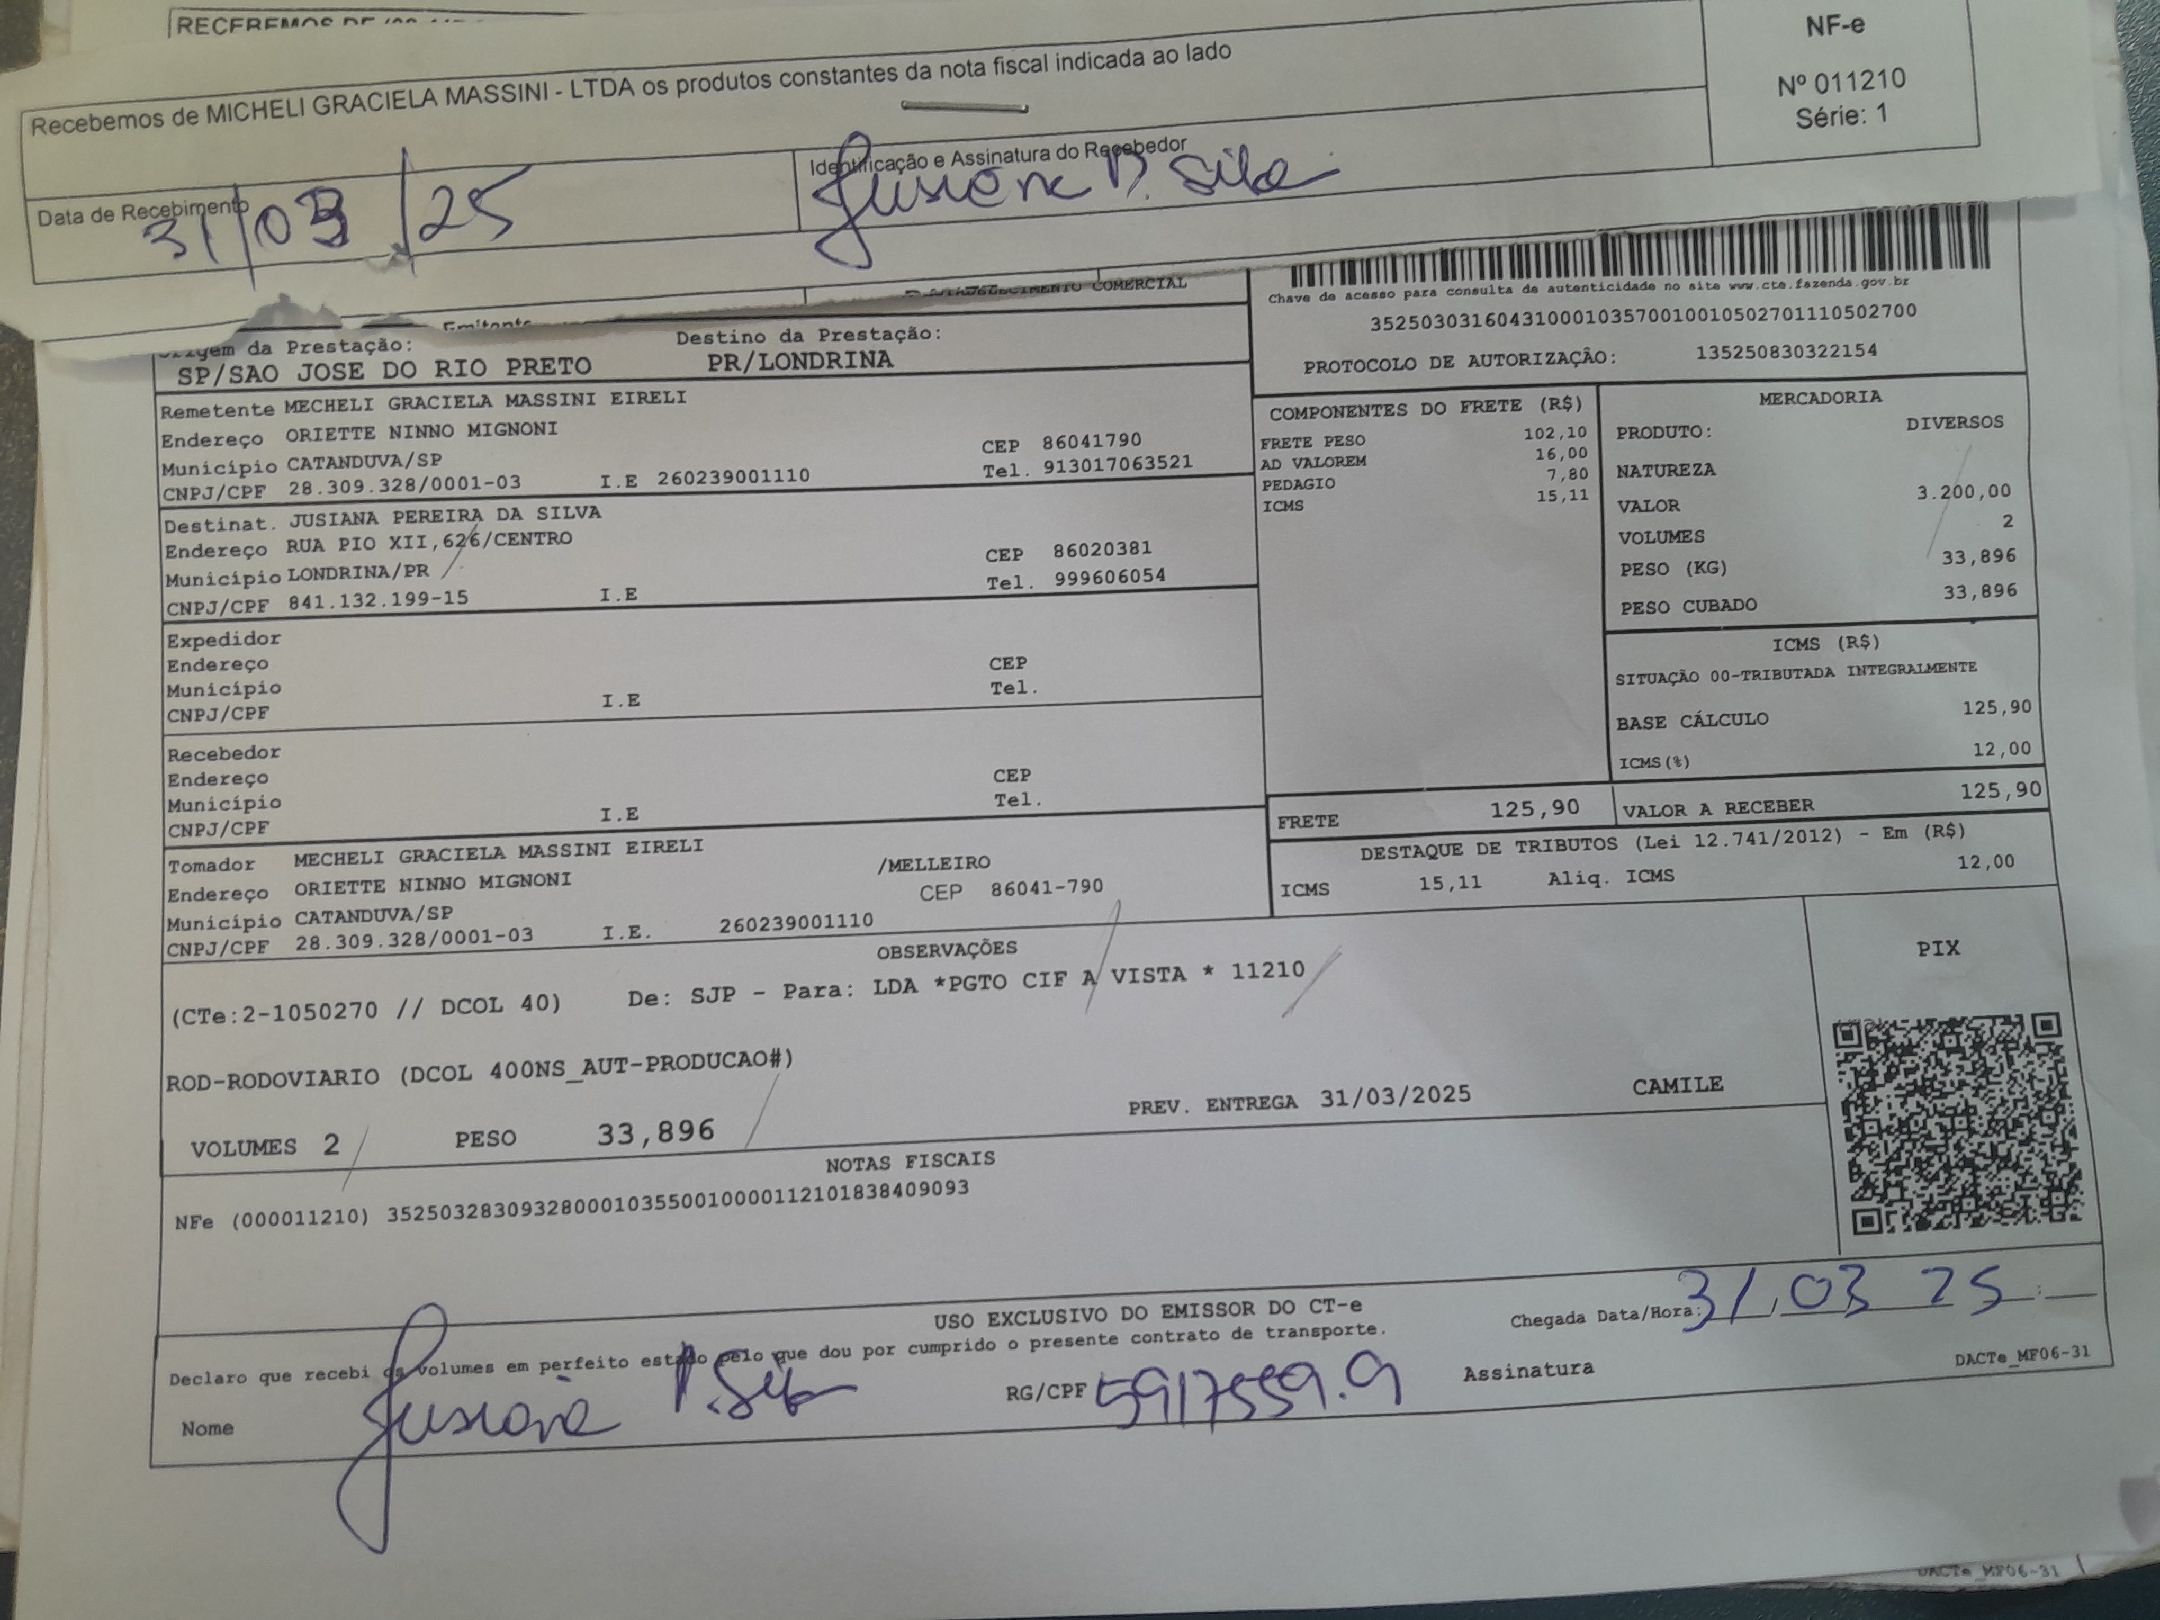 RECEBEMOS DE
Recebemos de MICHELI GRACIELA MASSINI - LTDA os produtos constantes da nota fiscal indicada ao lado
NF-e
Nº 011210
Série: 1
Data de Recebimento
31/03/25
Identificação e Assinatura do Recebedor
COMERCIAL
Emitente
Chave de acesso para consulta de autenticidade no site www.cte.fazenda.gov.br
35250303160431000103570010010502701110502700
PROTOCOLO DE AUTORIZAÇÃO: 135250830322154
Origem da Prestação:
SP/SAO JOSE DO RIO PRETO
Destino da Prestação:
PR/LONDRINA
Remetente MECHELI GRACIELA MASSINI EIRELI
Endereço ORIETTE NINNO MIGNONI CEP 86041790
Município CATANDUVA/SP Tel. 913017063521
CNPJ/CPF 28.309.328/0001-03 I.E 260239001110
Destinat. JUSIANA PEREIRA DA SILVA
Endereço RUA PIO XII,626/CENTRO CEP 86020381
Município LONDRINA/PR Tel. 999606054
CNPJ/CPF 841.132.199-15 I.E
Expedidor
Endereço CEP
Município Tel.
CNPJ/CPF I.E
Recebedor
Endereço CEP
Município Tel.
CNPJ/CPF I.E
Tomador MECHELI GRACIELA MASSINI EIRELI
Endereço ORIETTE NINNO MIGNONI /MELLEIRO
Município CATANDUVA/SP CEP 86041-790
CNPJ/CPF 28.309.328/0001-03 I.E. 260239001110
COMPONENTES DO FRETE (R$)
FRETE PESO 102,10
AD VALOREM 16,00
PEDAGIO 7,80
ICMS 15,11
MERCADORIA
PRODUTO: DIVERSOS
NATUREZA
VALOR 3.200,00
VOLUMES 2
PESO (KG) 33,896
PESO CUBADO 33,896
ICMS (R$)
SITUAÇÃO 00-TRIBUTADA INTEGRALMENTE
BASE CÁLCULO 125,90
ICMS(%) 12,00
FRETE 125,90
VALOR A RECEBER 125,90
DESTAQUE DE TRIBUTOS (Lei 12.741/2012) - Em (R$)
ICMS 15,11 Aliq. ICMS 12,00
OBSERVAÇÕES
(CTe:2-1050270 // DCOL 40) De: SJP - Para: LDA *PGTO CIF A VISTA * 11210
ROD-RODOVIARIO (DCOL 400NS_AUT-PRODUCAO#)
PREV. ENTREGA 31/03/2025 CAMILE
VOLUMES 2 PESO 33,896
PIX
NOTAS FISCAIS
NFe (000011210) 35250328309328000103550010000112101838409093
USO EXCLUSIVO DO EMISSOR DO CT-e
Declaro que recebi os volumes em perfeito estado pelo que dou por cumprido o presente contrato de transporte.
Chegada Data/Hora: 31/03 25 :
Nome
RG/CPF 5917559.9
Assinatura
DACTe_MF06-31
DACTe_MF06-31